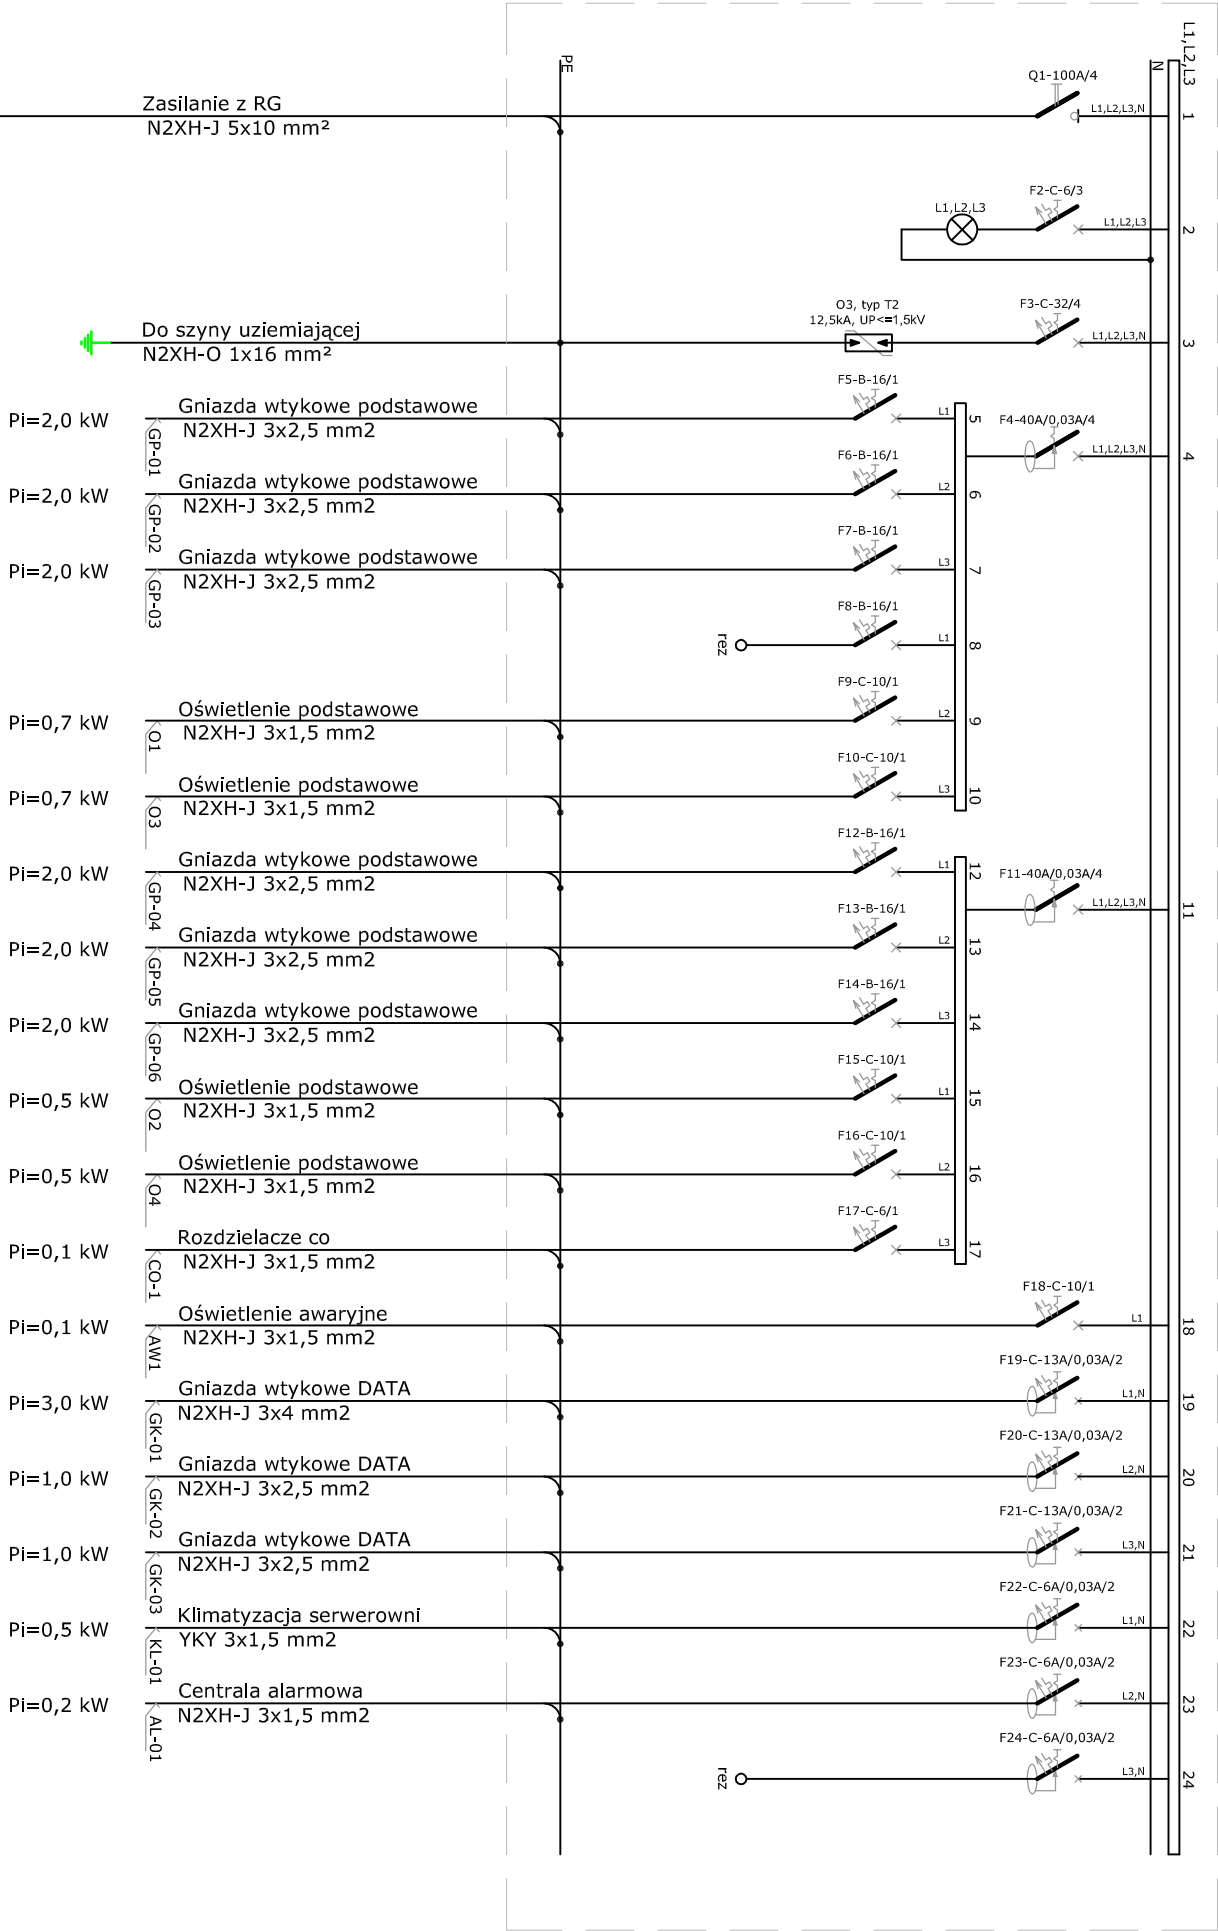 L1,L2,L3
N
PE
Q1-100A/4
L1,L2,L3,N
1
Zasilanie z RG
N2XH-J 5x10 mm²
F2-C-6/3
L1,L2,L3
L1,L2,L3
2
O3, typ T2
12,5kA, UP<=1,5kV
F3-C-32/4
L1,L2,L3,N
3
Do szyny uziemiającej
N2XH-O 1x16 mm²
F4-40A/0,03A/4
L1,L2,L3,N
4
Pi=2,0 kW
GP-01
Gniazda wtykowe podstawowe
N2XH-J 3x2,5 mm2
F5-B-16/1
L1
5
Pi=2,0 kW
GP-02
Gniazda wtykowe podstawowe
N2XH-J 3x2,5 mm2
F6-B-16/1
L2
6
Pi=2,0 kW
GP-03
Gniazda wtykowe podstawowe
N2XH-J 3x2,5 mm2
F7-B-16/1
L3
7
rez
F8-B-16/1
L1
8
Pi=0,7 kW
O1
Oświetlenie podstawowe
N2XH-J 3x1,5 mm2
F9-C-10/1
L2
9
Pi=0,7 kW
O3
Oświetlenie podstawowe
N2XH-J 3x1,5 mm2
F10-C-10/1
L3
10
F11-40A/0,03A/4
L1,L2,L3,N
11
Pi=2,0 kW
GP-04
Gniazda wtykowe podstawowe
N2XH-J 3x2,5 mm2
F12-B-16/1
L1
12
Pi=2,0 kW
GP-05
Gniazda wtykowe podstawowe
N2XH-J 3x2,5 mm2
F13-B-16/1
L2
13
Pi=2,0 kW
GP-06
Gniazda wtykowe podstawowe
N2XH-J 3x2,5 mm2
F14-B-16/1
L3
14
Pi=0,5 kW
O2
Oświetlenie podstawowe
N2XH-J 3x1,5 mm2
F15-C-10/1
L1
15
Pi=0,5 kW
O4
Oświetlenie podstawowe
N2XH-J 3x1,5 mm2
F16-C-10/1
L2
16
Pi=0,1 kW
CO-1
Rozdzielacze co
N2XH-J 3x1,5 mm2
F17-C-6/1
L3
17
Pi=0,1 kW
AW1
Oświetlenie awaryjne
N2XH-J 3x1,5 mm2
F18-C-10/1
L1
18
Pi=3,0 kW
GK-01
Gniazda wtykowe DATA
N2XH-J 3x4 mm2
F19-C-13A/0,03A/2
L1,N
19
Pi=1,0 kW
GK-02
Gniazda wtykowe DATA
N2XH-J 3x2,5 mm2
F20-C-13A/0,03A/2
L2,N
20
Pi=1,0 kW
GK-03
Gniazda wtykowe DATA
N2XH-J 3x2,5 mm2
F21-C-13A/0,03A/2
L3,N
21
Pi=0,5 kW
KL-01
Klimatyzacja serwerowni
YKY 3x1,5 mm2
F22-C-6A/0,03A/2
L1,N
22
Pi=0,2 kW
AL-01
Centrala alarmowa
N2XH-J 3x1,5 mm2
F23-C-6A/0,03A/2
L2,N
23
rez
F24-C-6A/0,03A/2
L3,N
24